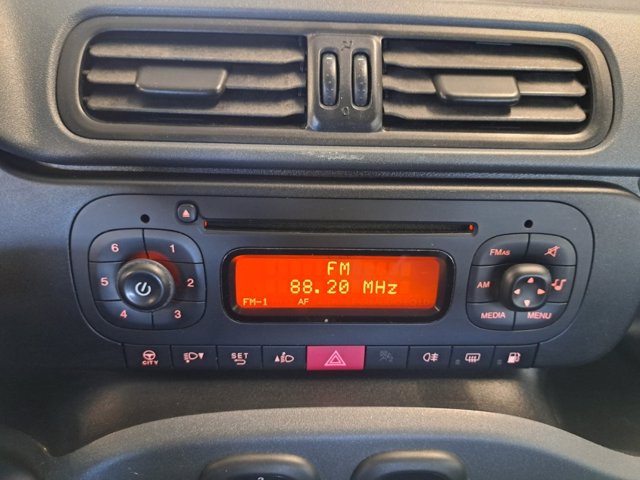 FM
88.20 MHz
FM-1 AF
6 1
5 2
4 3
FMAS
AM
MEDIA MENU
CITY
SET